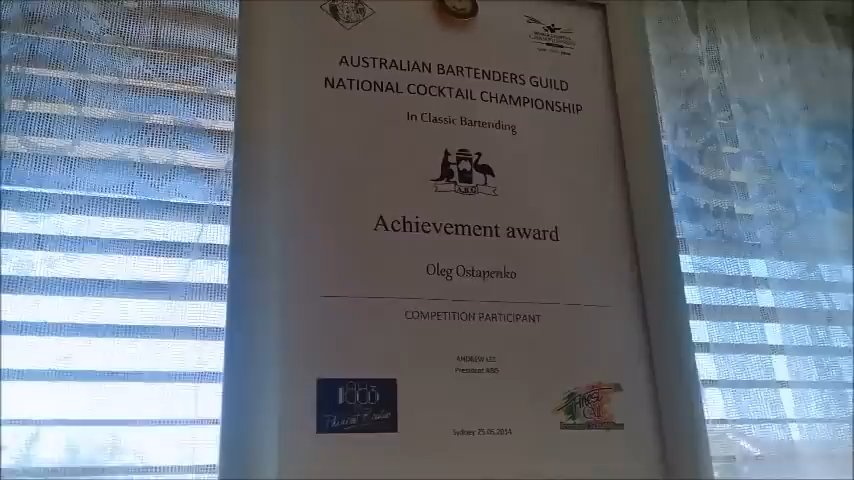 AUSTRALIAN BARTENDERS GUILD
NATIONAL COCKTAIL CHAMPIONSHIP
In Classic Bartending
A.B.G
Achievement award
Oleg Ostapenko
COMPETITION PARTICIPANT
ANDREW LEE
President ABG
1883
Sydney 25.05.2014